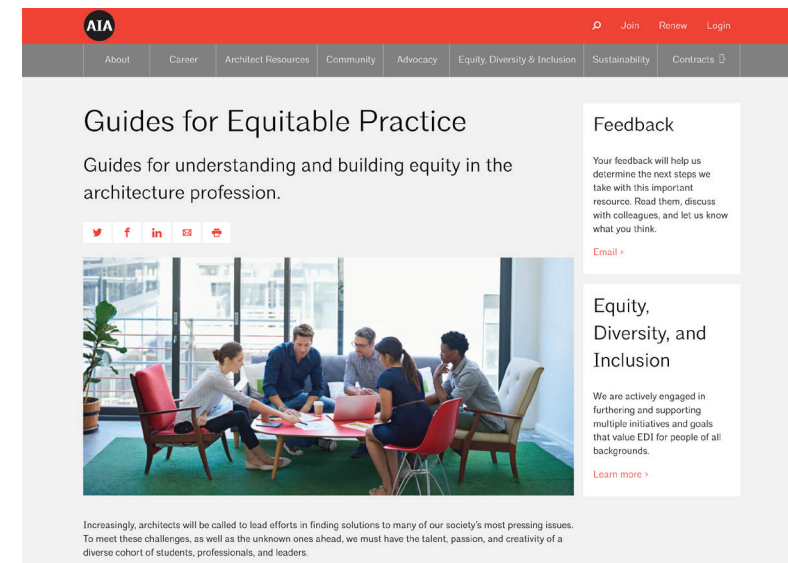 AIA
Join Renew Login
About Career Architect Resources Community Advocacy Equity, Diversity & Inclusion Sustainability Contracts
Guides for Equitable Practice
Guides for understanding and building equity in the
architecture profession.
Increasingly, architects will be called to lead efforts in finding solutions to many of our society's most pressing issues.
To meet these challenges, as well as the unknown ones ahead, we must have the talent, passion, and creativity of a
diverse cohort of students, professionals, and leaders.
Feedback
Your feedback will help us
determine the next steps we
take with this important
resource. Read them, discuss
with colleagues, and let us know
what you think.
Email ›
Equity,
Diversity, and
Inclusion
We are actively engaged in
furthering and supporting
multiple initiatives and goals
that value EDI for people of all
backgrounds.
Learn more ›